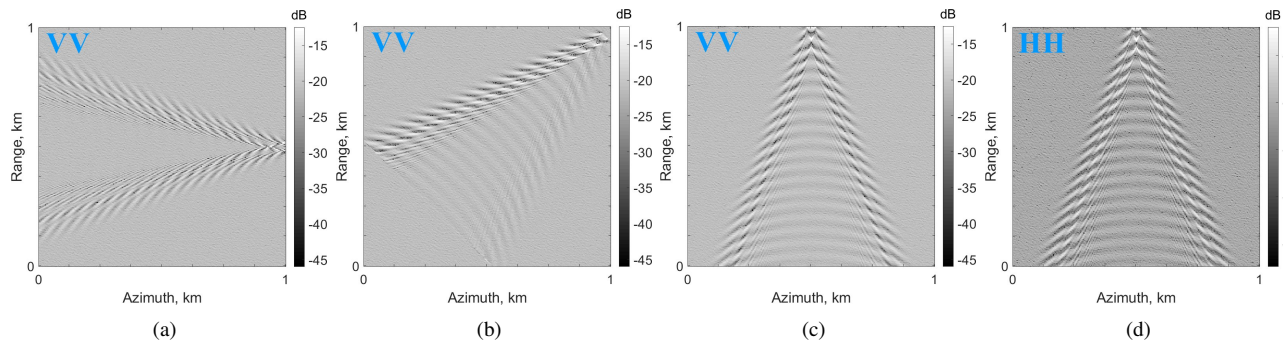 dB
VV
1
-15
-20
-25
-30
-35
-40
-45
0
Range, km
0
1
Azimuth, km
(a)
dB
VV
1
-15
-20
-25
-30
-35
-40
-45
0
Range, km
0
1
Azimuth, km
(b)
dB
VV
1
-15
-20
-25
-30
-35
-40
-45
0
Range, km
0
1
Azimuth, km
(c)
dB
HH
1
0
Range, km
0
1
Azimuth, km
(d)